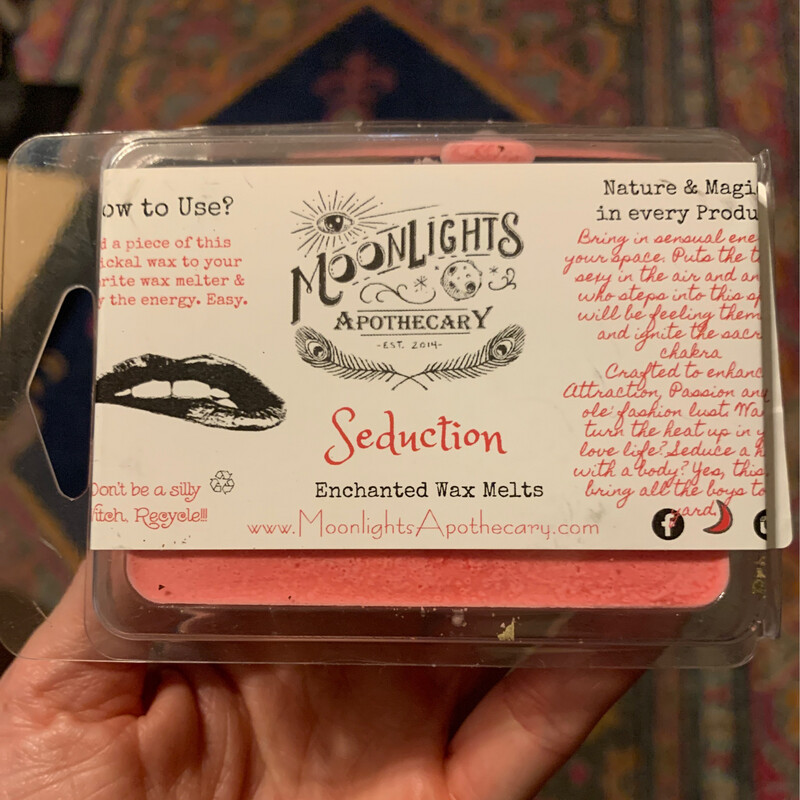 ow to Use?
d a piece of this
ickal wax to your
rite wax melter &
y the energy. Easy.
Don't be a silly
itch, Recycle!!!
MOONLIGHTS
APOTHECARY
-EST. 2014-
Seduction
Enchanted Wax Melts
www.MoonlightsApothecary.com
Nature & Magi
in every Produ
Bring in sensual ene
your space. Puts the t
sexy in the air and an
who steps into this sp
will be feeling them
and ignite the sacr
chakra
Crafted to enhanc
Attraction, Passion and
ole' fashion lust. Wa
turn the heat up in y
love life? Seduce a h
with a body? Yes, this
bring all the boys to
yard.
f